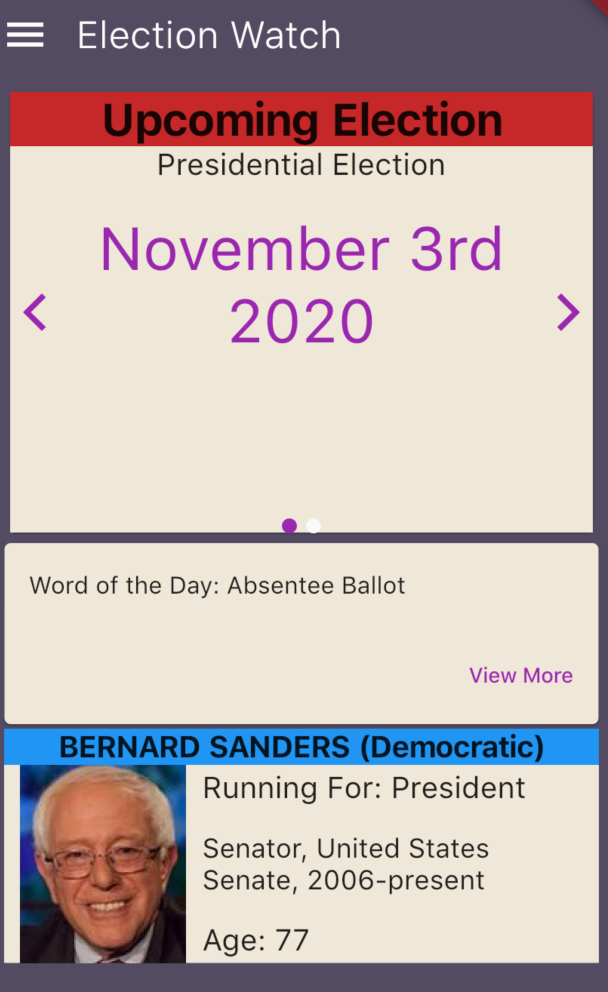 Election Watch
Upcoming Election
Presidential Election
November 3rd
2020
Word of the Day: Absentee Ballot
View More
BERNARD SANDERS (Democratic)
Running For: President
Senator, United States
Senate, 2006-present
Age: 77